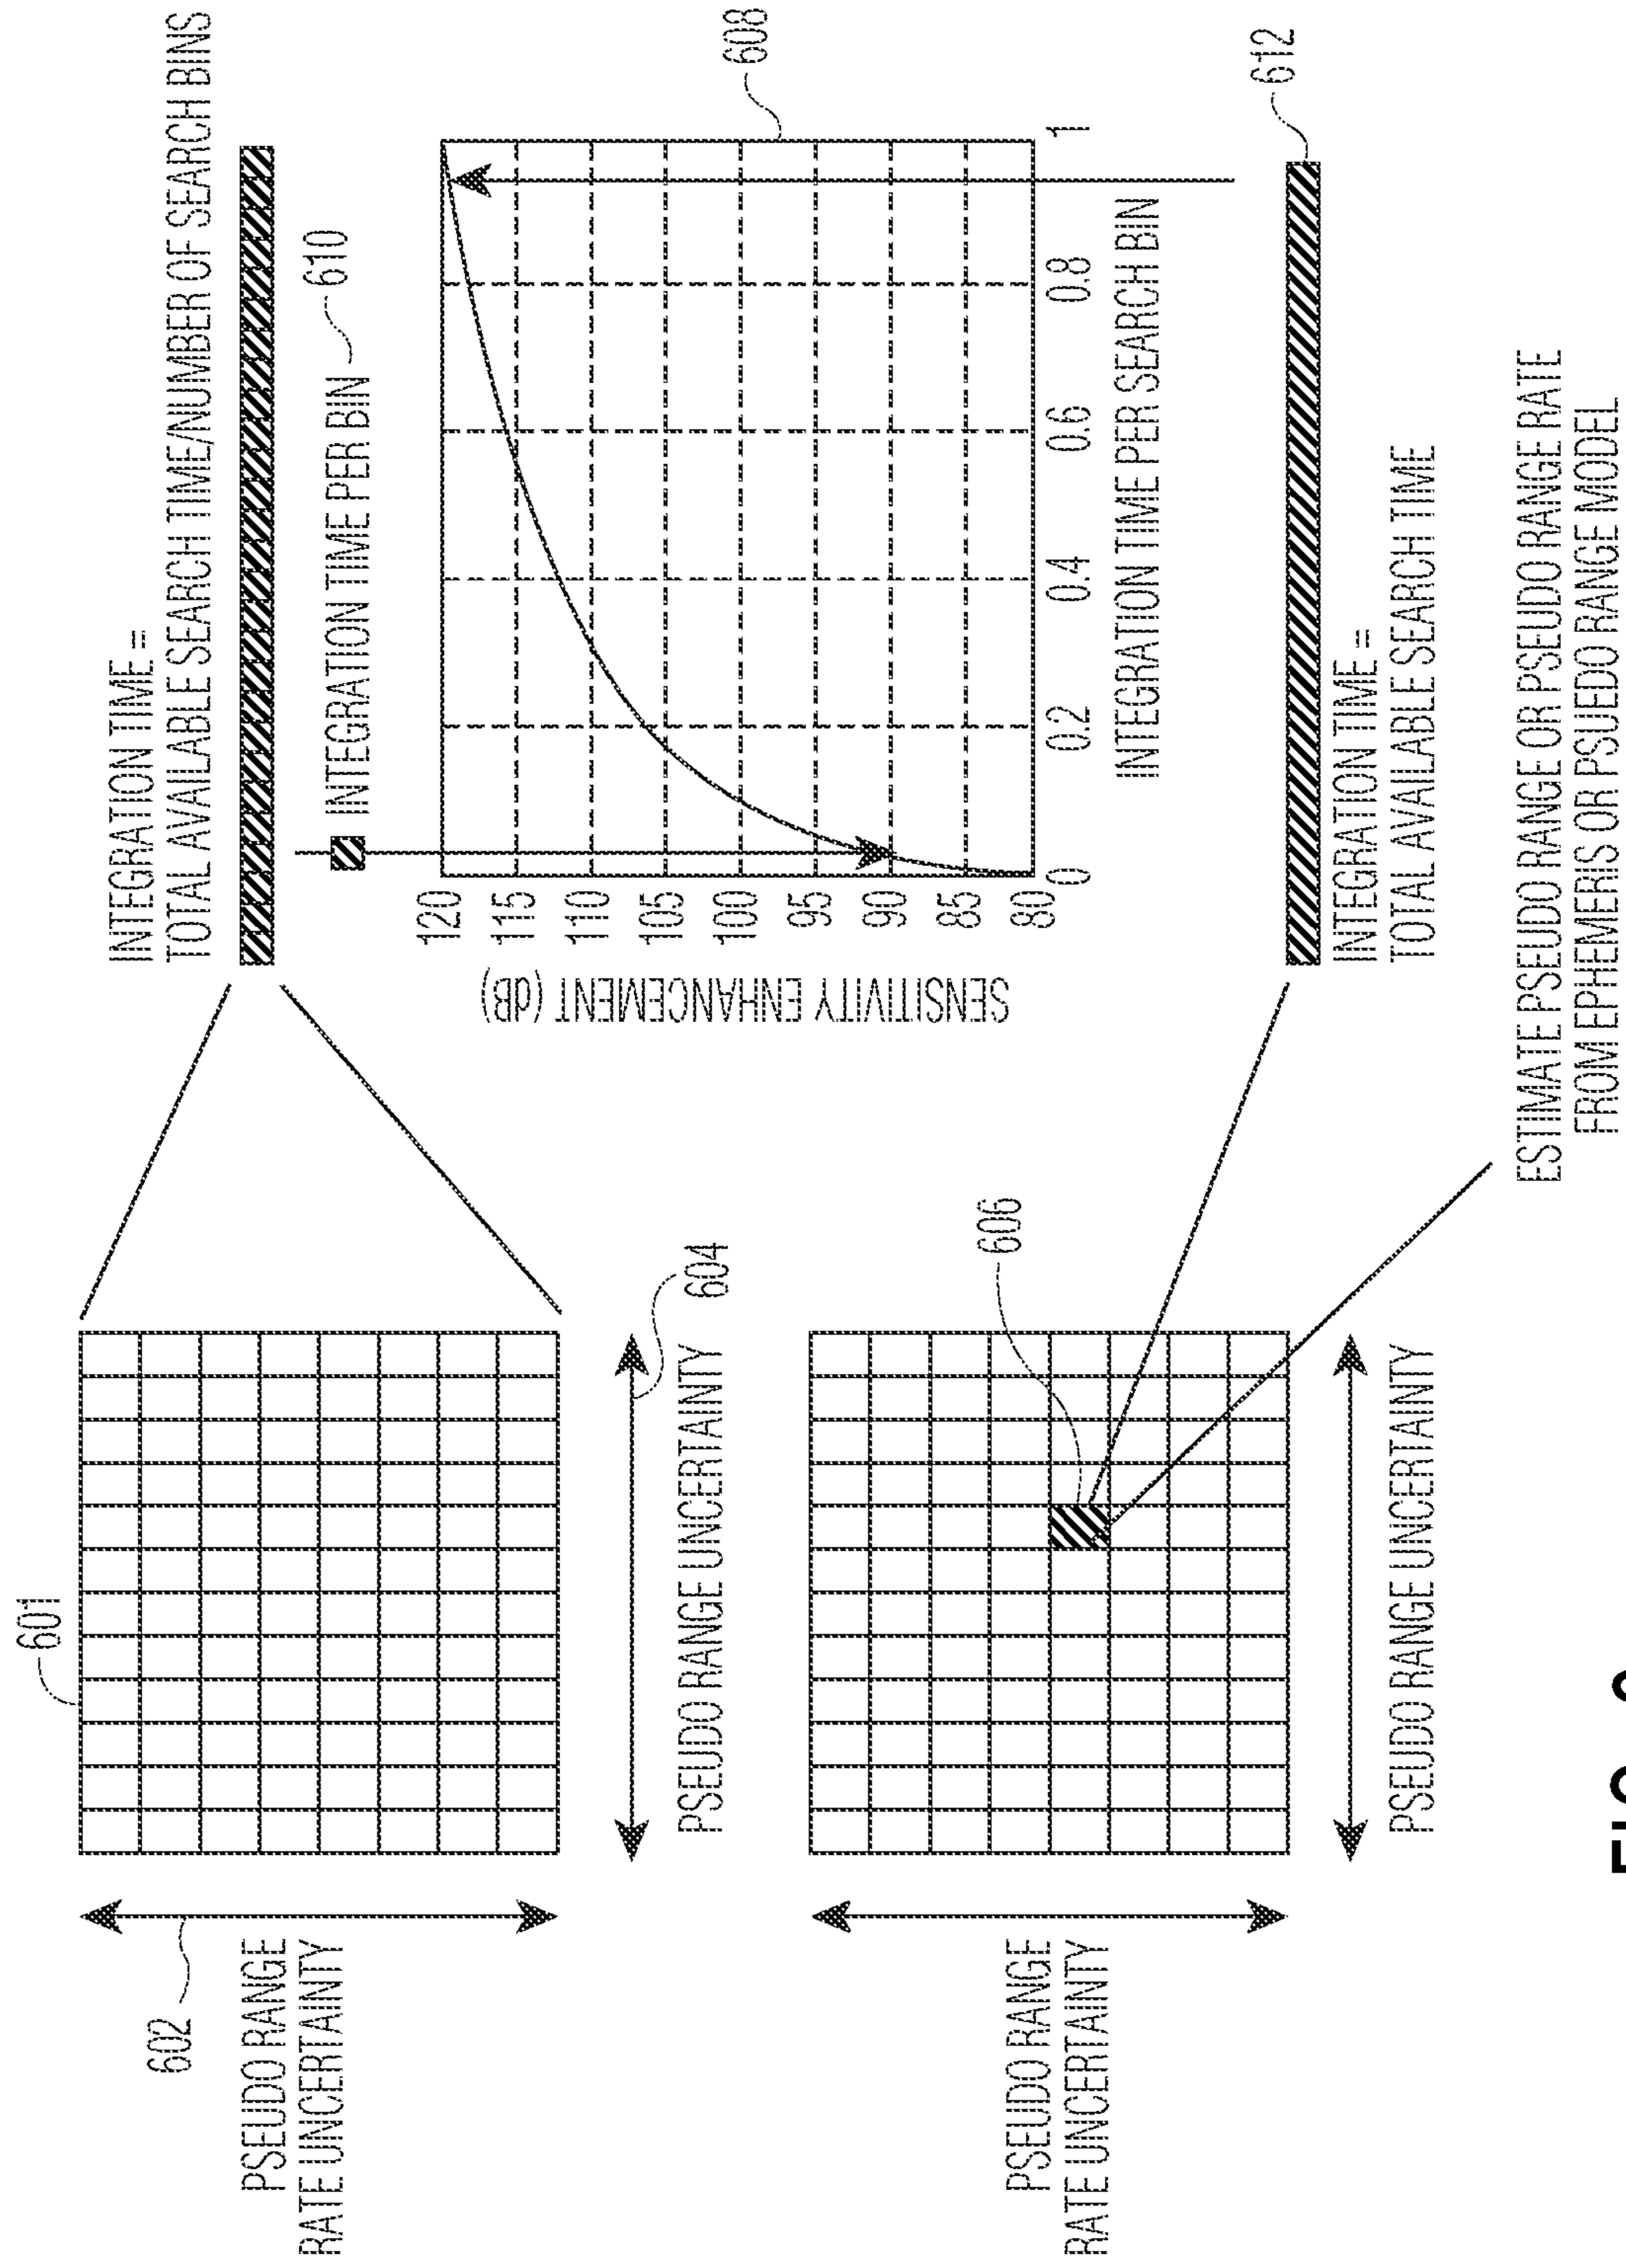 601
602
PSEUDO RANGE
RATE UNCERTAINTY
604
PSEUDO RANGE UNCERTAINTY
INTEGRATION TIME =
TOTAL AVAILABLE SEARCH TIME/NUMBER OF SEARCH BINS
INTEGRATION TIME PER BIN
610
SENSITIVITY ENHANCEMENT (dB)
120
115
110
105
100
95
90
85
80
0
0.2
0.4
0.6
0.8
1
INTEGRATION TIME PER SEARCH BIN
608
606
PSEUDO RANGE
RATE UNCERTAINTY
PSEUDO RANGE UNCERTAINTY
612
INTEGRATION TIME =
TOTAL AVAILABLE SEARCH TIME
ESTIMATE PSEUDO RANGE OR PSEUDO RANGE RATE
FROM EPHEMERIS OR PSUEDO RANGE MODEL